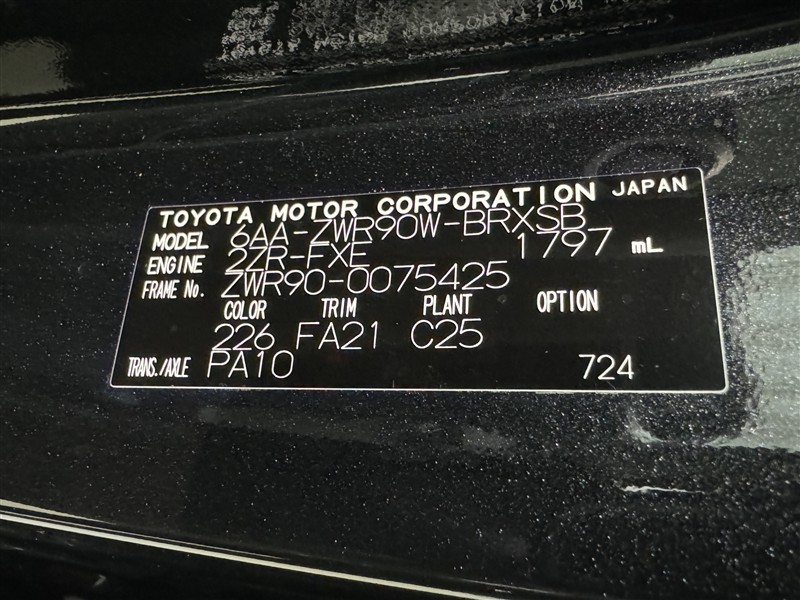 TOYOTA MOTOR CORPORATION JAPAN
MODEL 6AA-ZWR90W-BRXSB
ENGINE 2ZR-FXE 1797 mL
FRAME No. ZWR90-0075425
COLOR TRIM PLANT OPTION
226 FA21 C25
TRANS./AXLE PA10 724